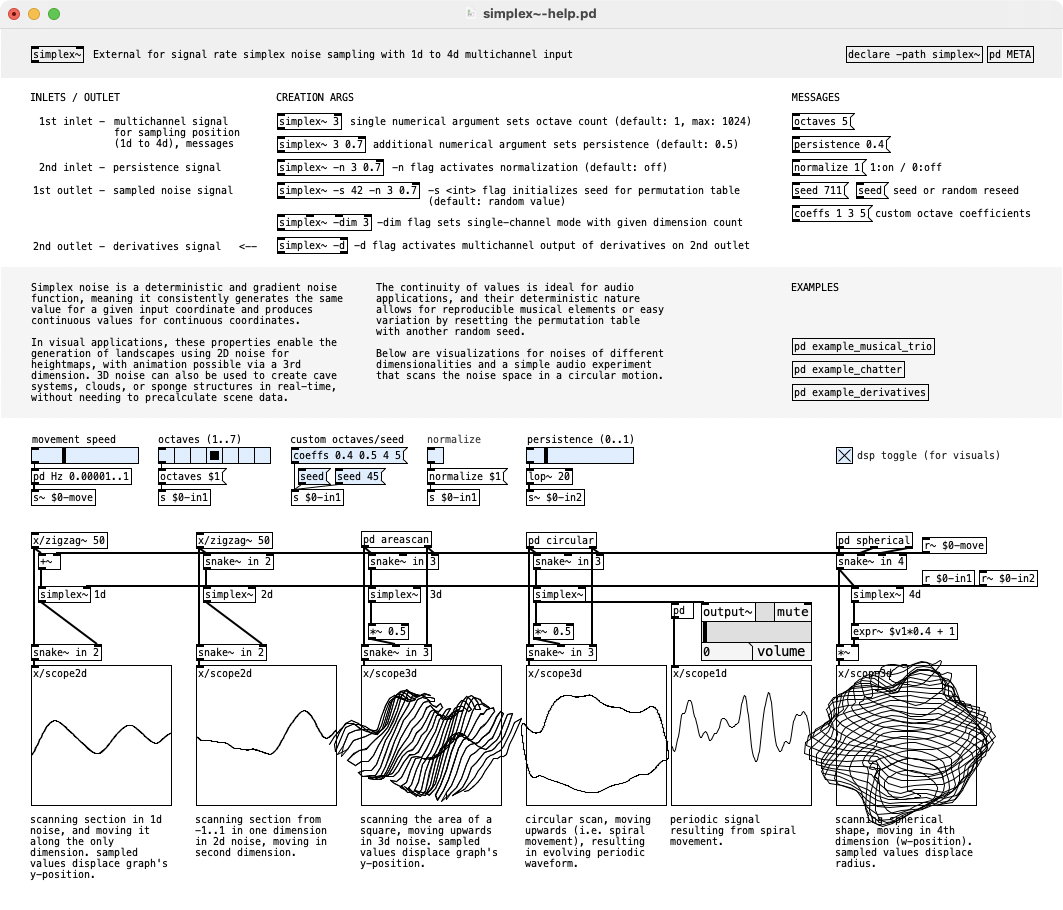 simplex~-help.pd
simplex~ External for signal rate simplex noise sampling with 1d to 4d multichannel input
declare -path simplex~ pd META
INLETS / OUTLET
1st inlet - multichannel signal
for sampling position
(1d to 4d), messages
2nd inlet - persistence signal
1st outlet - sampled noise signal
2nd outlet - derivatives signal <--
CREATION ARGS
simplex~ 3 single numerical argument sets octave count (default: 1, max: 1024)
simplex~ 3 0.7 additional numerical argument sets persistence (default: 0.5)
simplex~ -n 3 0.7 -n flag activates normalization (default: off)
simplex~ -s 42 -n 3 0.7 -s <int> flag initializes seed for permutation table
(default: random value)
simplex~ -dim 3 -dim flag sets single-channel mode with given dimension count
simplex~ -d -d flag activates multichannel output of derivatives on 2nd outlet
MESSAGES
octaves 5
persistence 0.4
normalize 1 1:on / 0:off
seed 711 seed seed or random reseed
coeffs 1 3 5 custom octave coefficients
Simplex noise is a deterministic and gradient noise
function, meaning it consistently generates the same
value for a given input coordinate and produces
continuous values for continuous coordinates.
In visual applications, these properties enable the
generation of landscapes using 2D noise for
heightmaps, with animation possible via a 3rd
dimension. 3D noise can also be used to create cave
systems, clouds, or sponge structures in real-time,
without needing to precalculate scene data.
The continuity of values is ideal for audio
applications, and their deterministic nature
allows for reproducible musical elements or easy
variation by resetting the permutation table
with another random seed.
Below are visualizations for noises of different
dimensionalities and a simple audio experiment
that scans the noise space in a circular motion.
EXAMPLES
pd example_musical_trio
pd example_chatter
pd example_derivatives
movement speed
pd Hz 0.00001..1
s~ $0-move
octaves (1..7)
octaves $1
s $0-in1
custom octaves/seed
coeffs 0.4 0.5 4 5
seed seed 45
s $0-in1
normalize
normalize $1
s $0-in1
persistence (0..1)
lop~ 20
s~ $0-in2
dsp toggle (for visuals)
x/zigzag~ 50
+~
simplex~ 1d
snake~ in 2
x/scope2d
scanning section in 1d
noise, and moving it
along the only
dimension. sampled
values displace graph's
y-position.
x/zigzag~ 50
snake~ in 2
simplex~ 2d
snake~ in 2
x/scope2d
scanning section from
-1..1 in one dimension
in 2d noise, moving in
second dimension.
pd areascan
snake~ in 3
simplex~ 3d
*~ 0.5
snake~ in 3
x/scope3d
scanning the area of a
square, moving upwards
in 3d noise. sampled
values displace graph's
y-position.
pd circular
snake~ in 3
simplex~
*~ 0.5
snake~ in 3
x/scope3d
circular scan, moving
upwards (i.e. spiral
movement), resulting
in evolving periodic
waveform.
pd
output~ mute
0 volume
x/scope1d
periodic signal
resulting from spiral
movement.
pd spherical
r~ $0-move
snake~ in 4
r $0-in1 r~ $0-in2
simplex~ 4d
expr~ $v1*0.4 + 1
*~
x/scope3d
scanning spherical
shape, moving in 4th
dimension (w-position).
sampled values displace
radius.